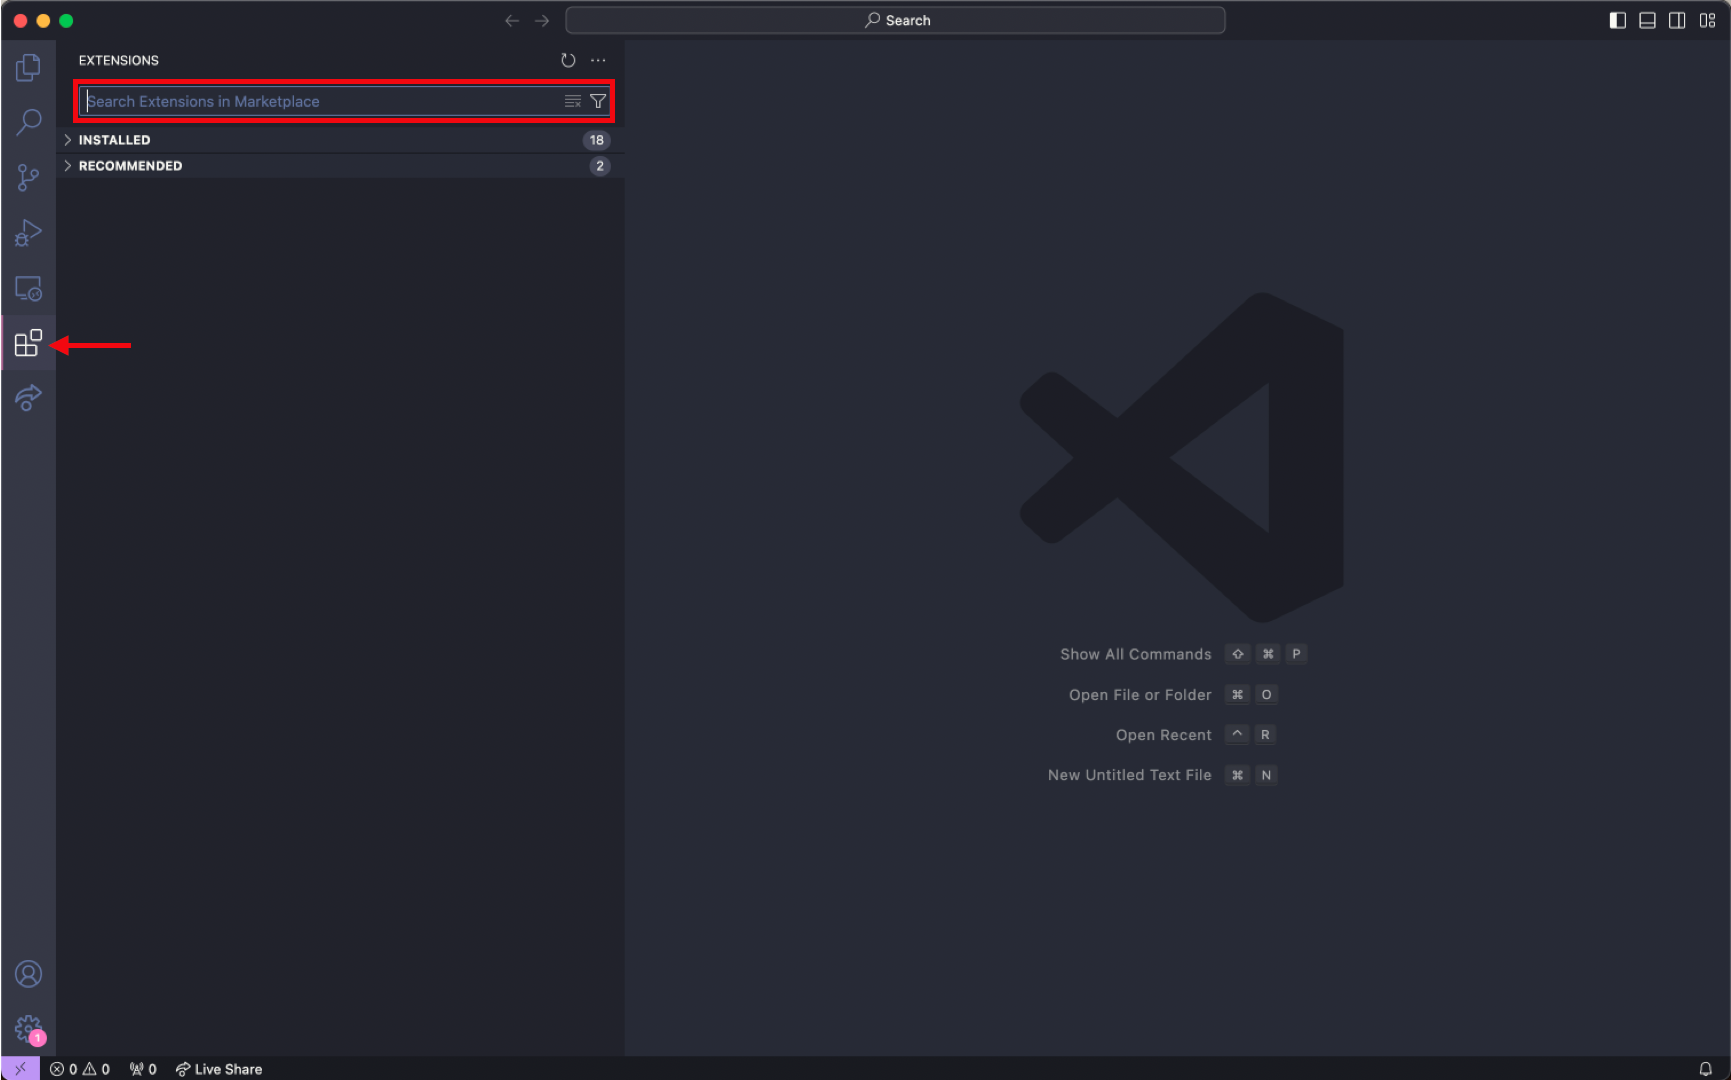 Search
EXTENSIONS
Search Extensions in Marketplace
INSTALLED 18
RECOMMENDED 2
Show All Commands ⇧ ⌘ P
Open File or Folder ⌘ O
Open Recent ^ R
New Untitled Text File ⌘ N
1
0 0 0 Live Share